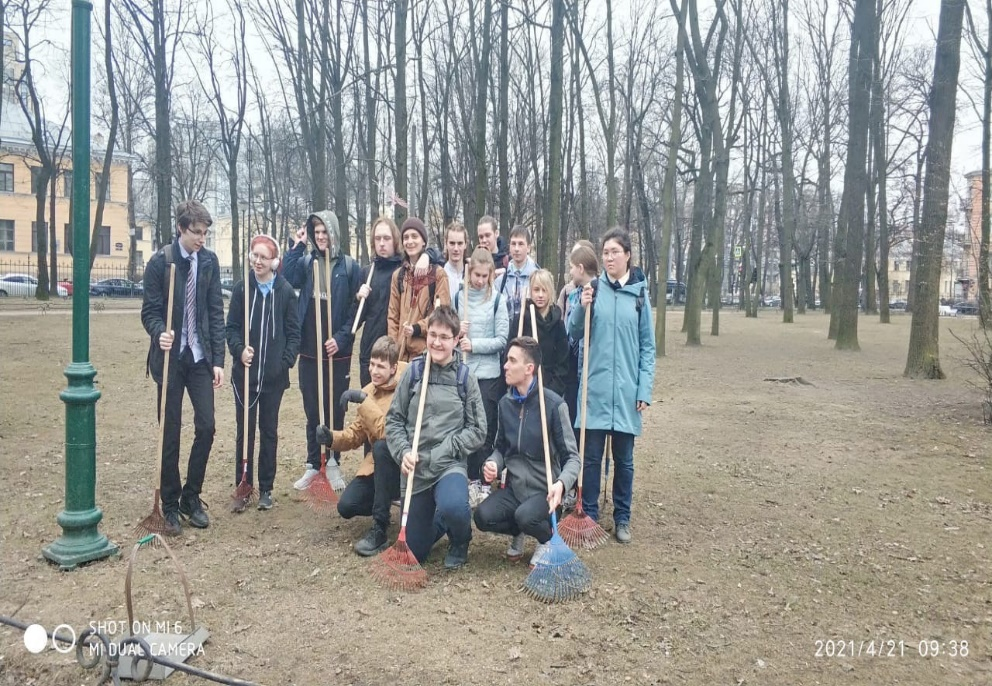 SHOT ON MI 6
MI DUAL CAMERA
2021/4/21 09:38